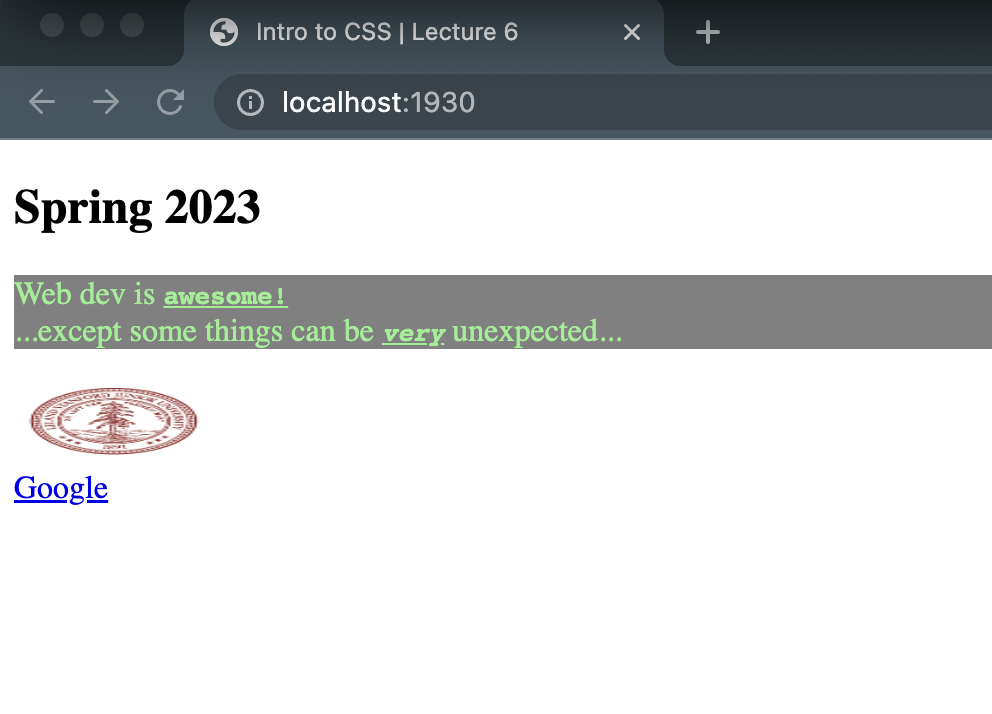 Intro to CSS | Lecture 6
localhost:1930
Spring 2023
Web dev is awesome!
...except some things can be very unexpected...
Google